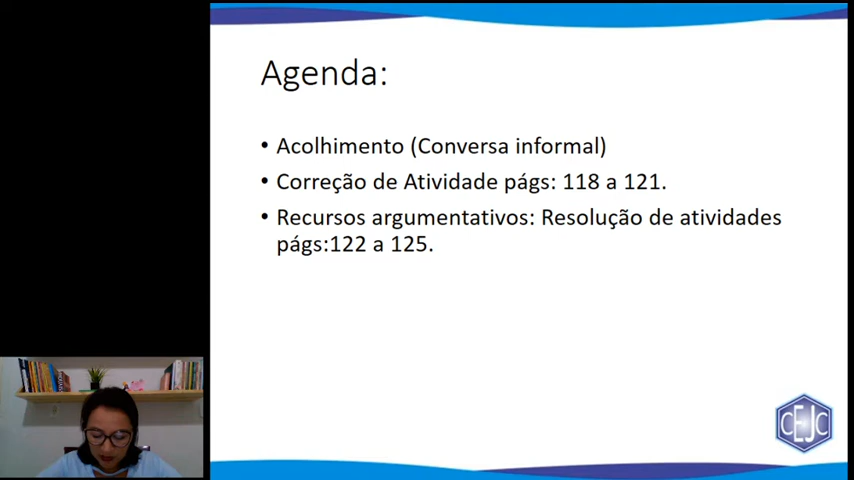 Agenda:
• Acolhimento (Conversa informal)
• Correção de Atividade págs: 118 a 121.
• Recursos argumentativos: Resolução de atividades
págs:122 a 125.
CEJC